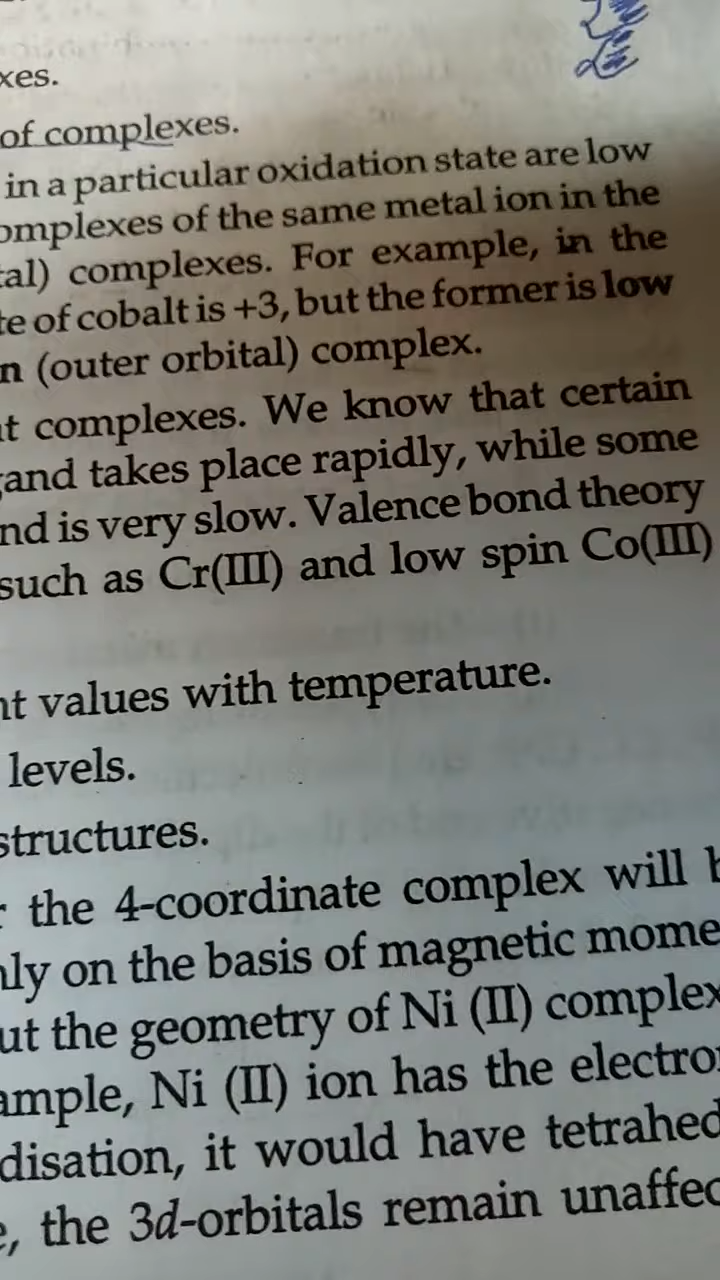 xes.
of complexes.
in a particular oxidation state are low
omplexes of the same metal ion in the
tal) complexes. For example, in the
te of cobalt is +3, but the former is low
n (outer orbital) complex.
at complexes. We know that certain
and takes place rapidly, while some
nd is very slow. Valence bond theory
such as Cr(III) and low spin Co(III)
nt values with temperature.
levels.
structures.
r the 4-coordinate complex will b
nly on the basis of magnetic mome
ut the geometry of Ni (II) complex
ample, Ni (II) ion has the electro
disation, it would have tetrahed
e, the 3d-orbitals remain unaffec